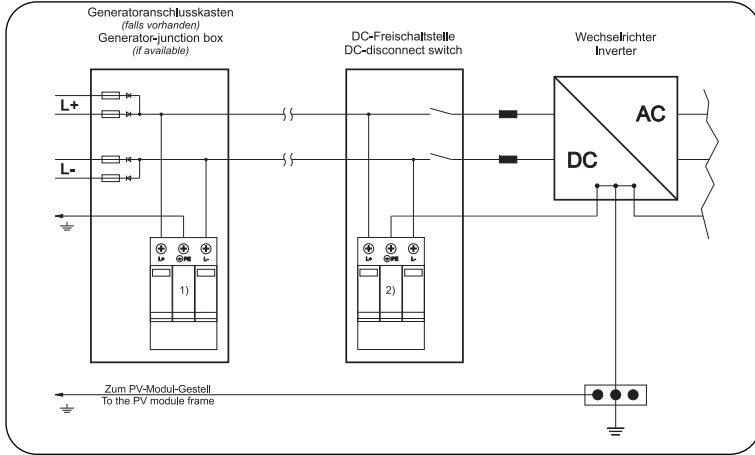 Generatoranschlusskasten
(falls vorhanden)
Generator-junction box
(if available)
DC-Freischaltstelle
DC-disconnect switch
Wechselrichter
Inverter
L+
L-
AC
DC
L+ PE L-
1)
L+ PE L-
2)
Zum PV-Modul-Gestell
To the PV module frame